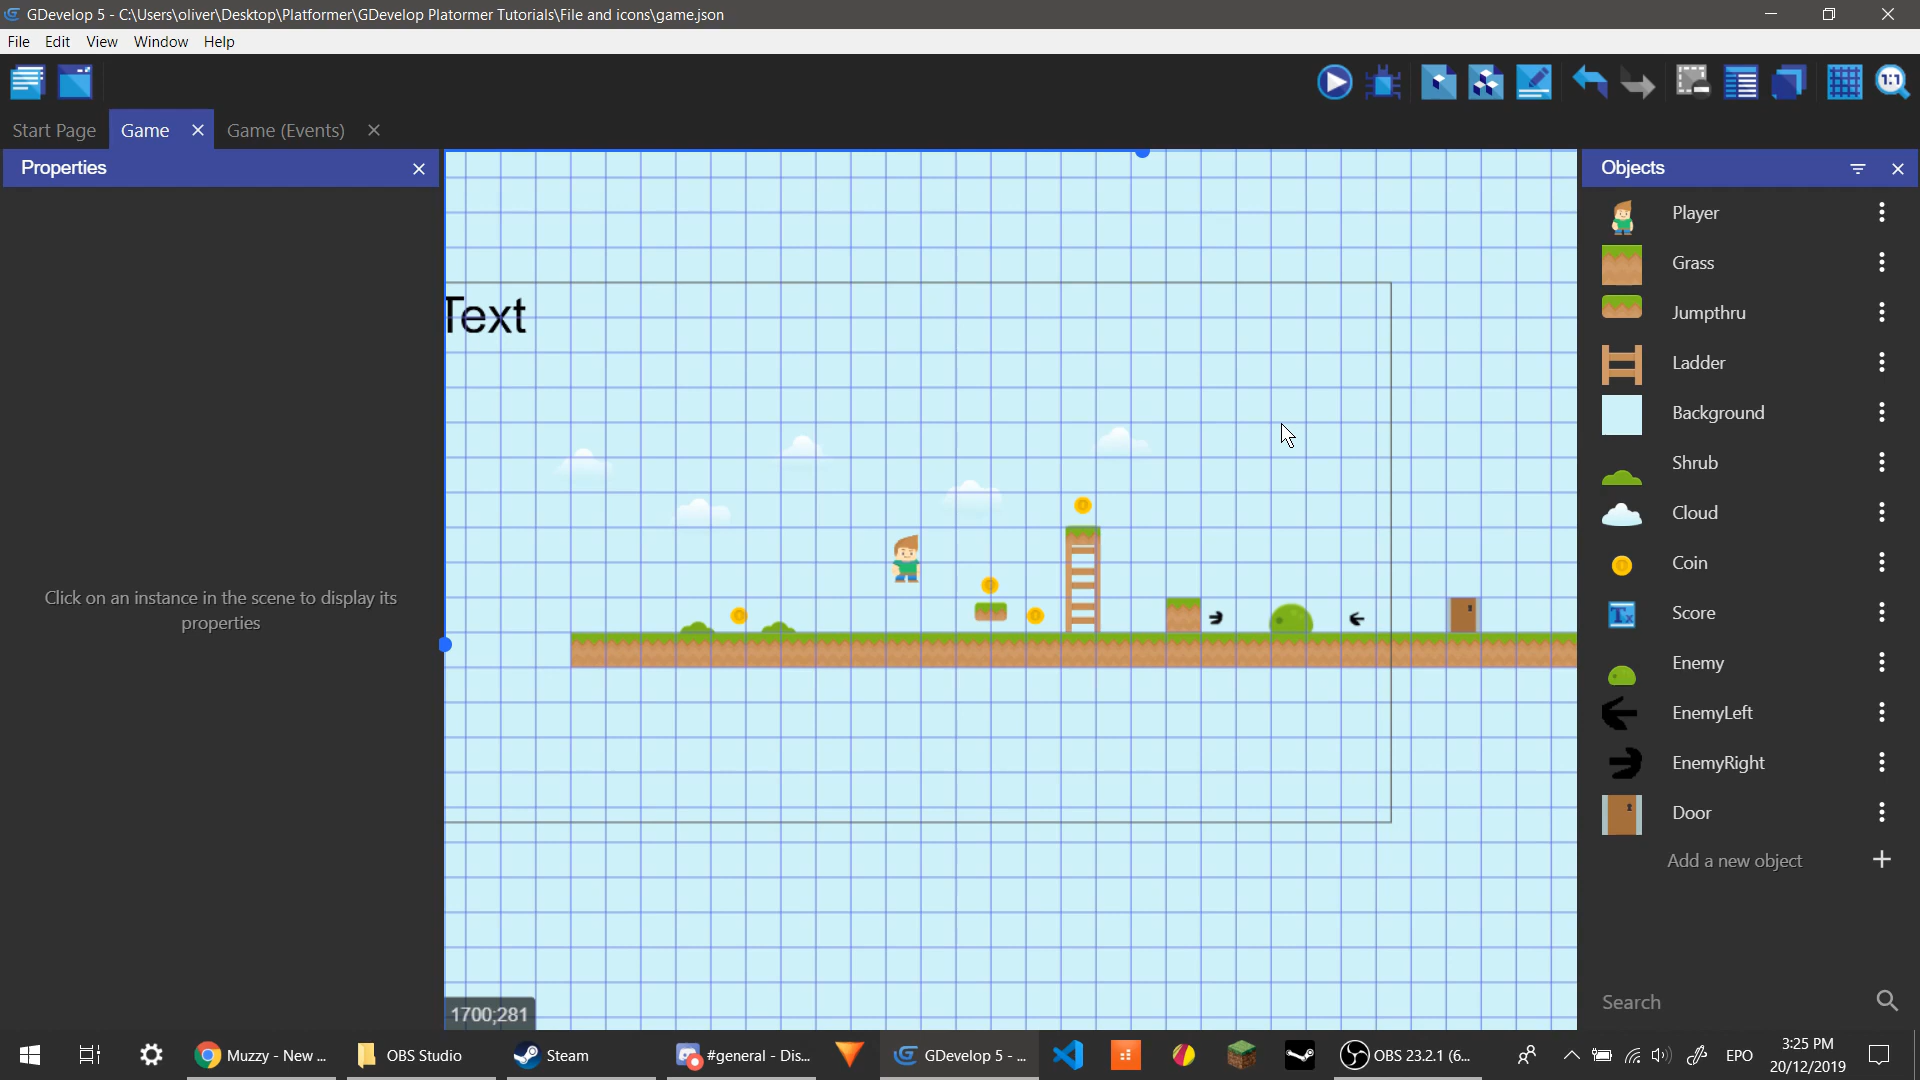 GDevelop 5 - C:\Users\oliver\Desktop\Platformer\GDevelop Platormer Tutorials\File and icons\game.json
File Edit View Window Help
1:1
Start Page Game Game (Events)
Properties
Objects
Player
Grass
Text
Jumpthru
Ladder
Background
Shrub
Cloud
Coin
Click on an instance in the scene to display its
properties
Tx
Score
Enemy
EnemyLeft
EnemyRight
Door
Add a new object
Search
1700;281
Muzzy - New ...
OBS Studio
Steam
#general - Dis...
GDevelop 5 - ...
OBS 23.2.1 (6...
EPO
3:25 PM
20/12/2019